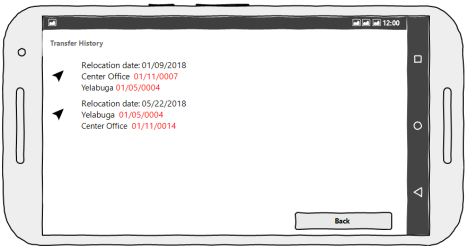 12:00
Transfer History
Relocation date: 01/09/2018
Center Office 01/11/0007
Yelabuga 01/05/0004
Relocation date: 05/22/2018
Yelabuga 01/05/0004
Center Office 01/11/0014
Back